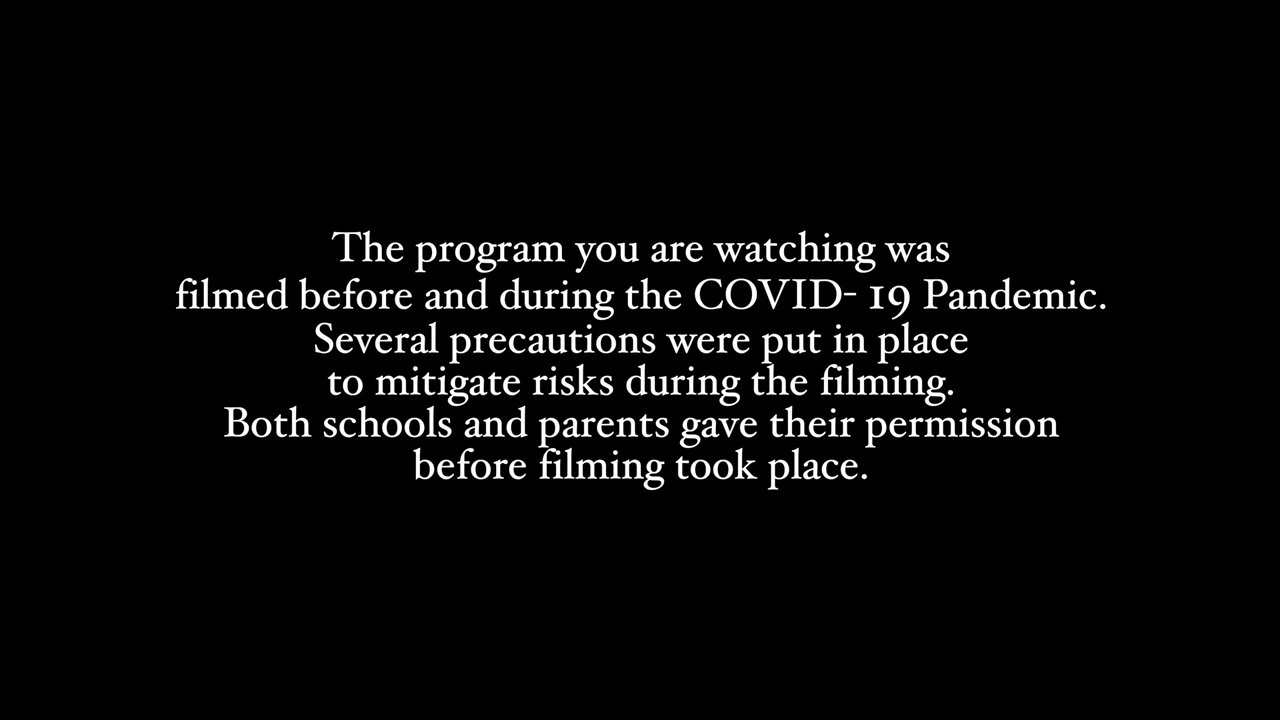 The program you are watching was
filmed before and during the COVID- 19 Pandemic.
Several precautions were put in place
to mitigate risks during the filming.
Both schools and parents gave their permission
before filming took place.